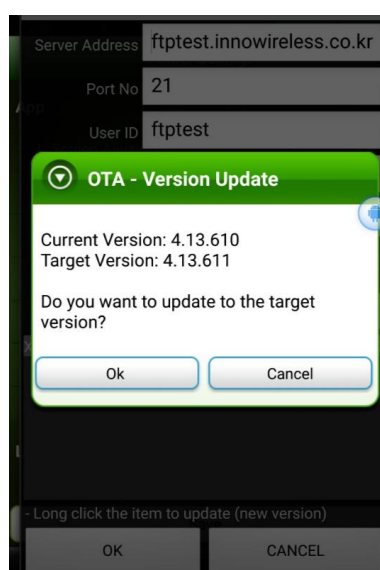 Server Address ftptest.innowireless.co.kr
Port No 21
App
User ID ftptest
OTA - Version Update
Current Version: 4.13.610
Target Version: 4.13.611
Do you want to update to the target
version?
Ok Cancel
- Long click the item to update (new version)
OK CANCEL